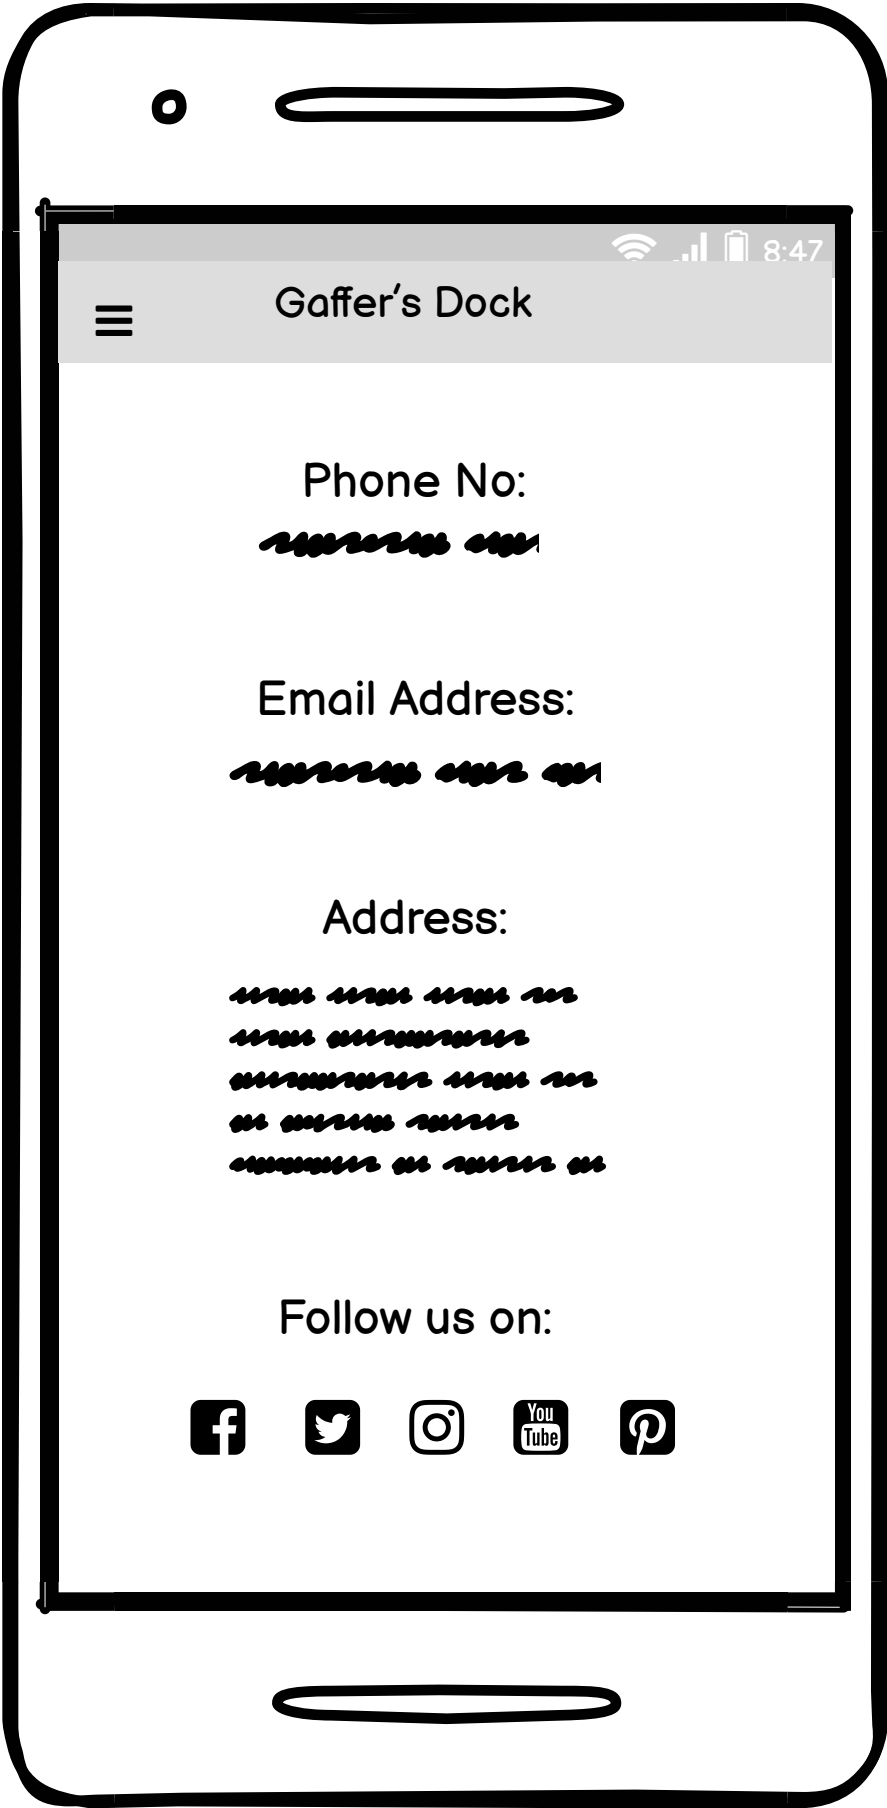 8:47
Gaffer's Dock
Phone No:
Email Address:
Address:
Follow us on:
You
Tube